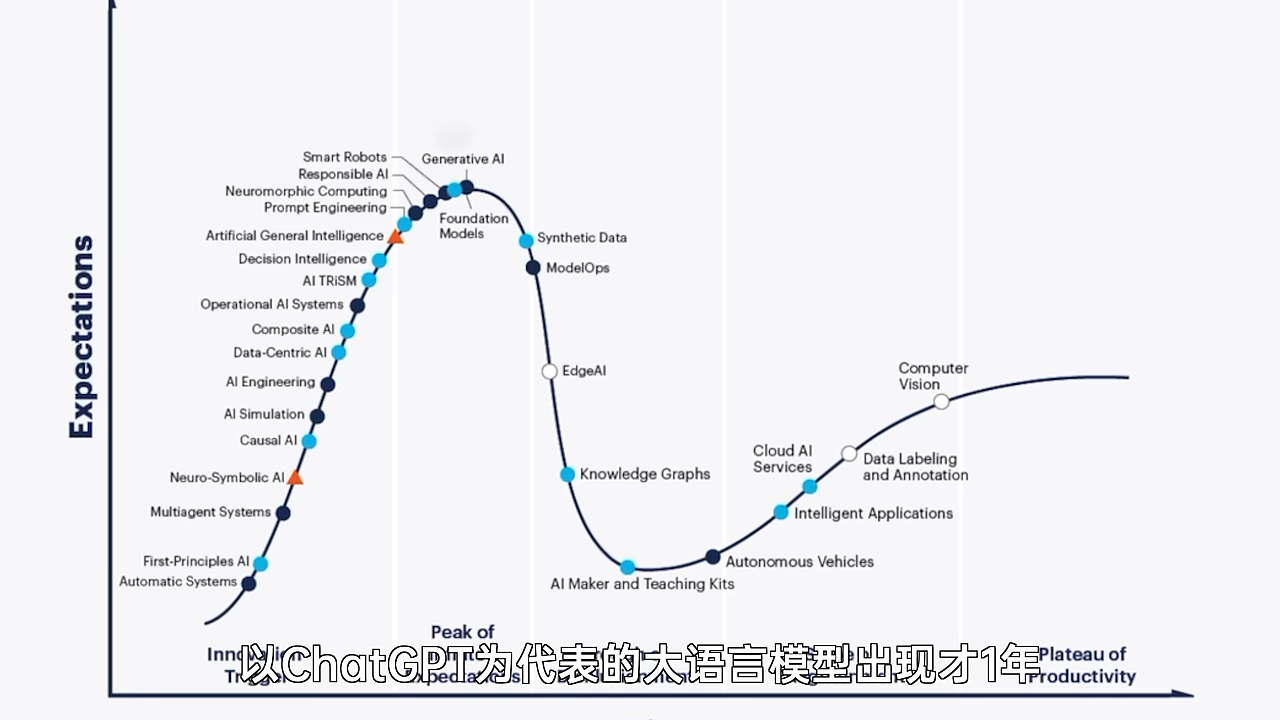 Smart Robots
Generative AI
Responsible AI
Neuromorphic Computing
Prompt Engineering
Foundation
Models
Artificial General Intelligence
Synthetic Data
Decision Intelligence
ModelOps
AI TRiSM
Operational AI Systems
Composite AI
Data-Centric AI
EdgeAI
AI Engineering
AI Simulation
Causal AI
Neuro-Symbolic AI
Knowledge Graphs
Multiagent Systems
First-Principles AI
Automatic Systems
AI Maker and Teaching Kits
Autonomous Vehicles
Intelligent Applications
Cloud AI
Services
Data Labeling
and Annotation
Computer
Vision
Expectations
Peak of
Plateau of
Productivity
以ChatGPT为代表的大语言模型出现才1年